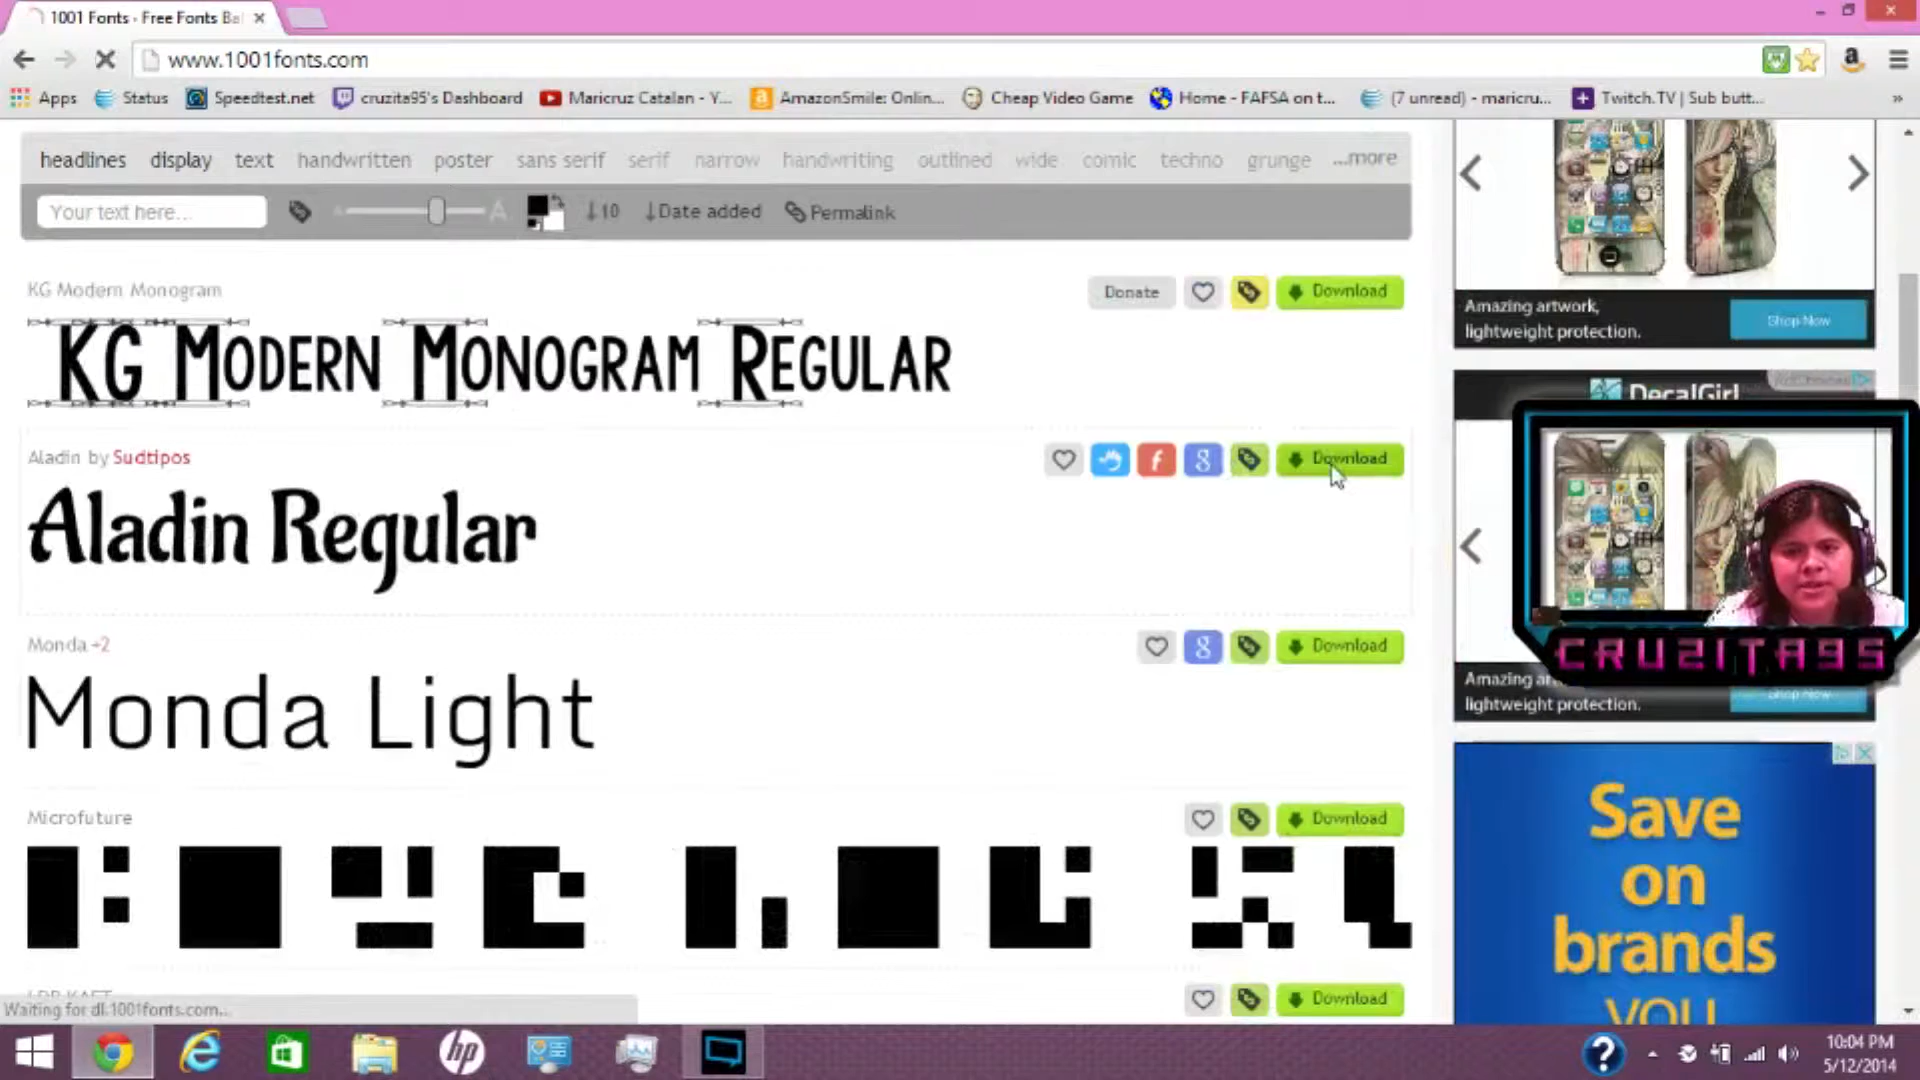 1001 Fonts - Free Fonts Ba
www.1001fonts.com
Apps Status Speedtest.net cruzita95's Dashboard Maricruz Catalan - Y... AmazonSmile: Onlin... Cheap Video Game Home - FAFSA on t... (7 unread) - maricru... Twitch.TV | Sub butt... »
headlines display text handwritten poster sans serif serif narrow handwriting outlined wide comic techno grunge ...more
Your text here... A A ↓10 ↓Date added Permalink
KG Modern Monogram Donate Download
KG Modern Monogram Regular
Aladin by Sudtipos Download
Aladin Regular
Monda +2 Download
Monda Light
Microfuture Download
Download
Waiting for dl.1001fonts.com...
Amazing artwork,
lightweight protection.
Shop Now
DecalGirl
CRUZITA95
Amazing ar
lightweight protection.
Shop Now
Save
on
brands
YOU
hp
10:04 PM
5/12/2014